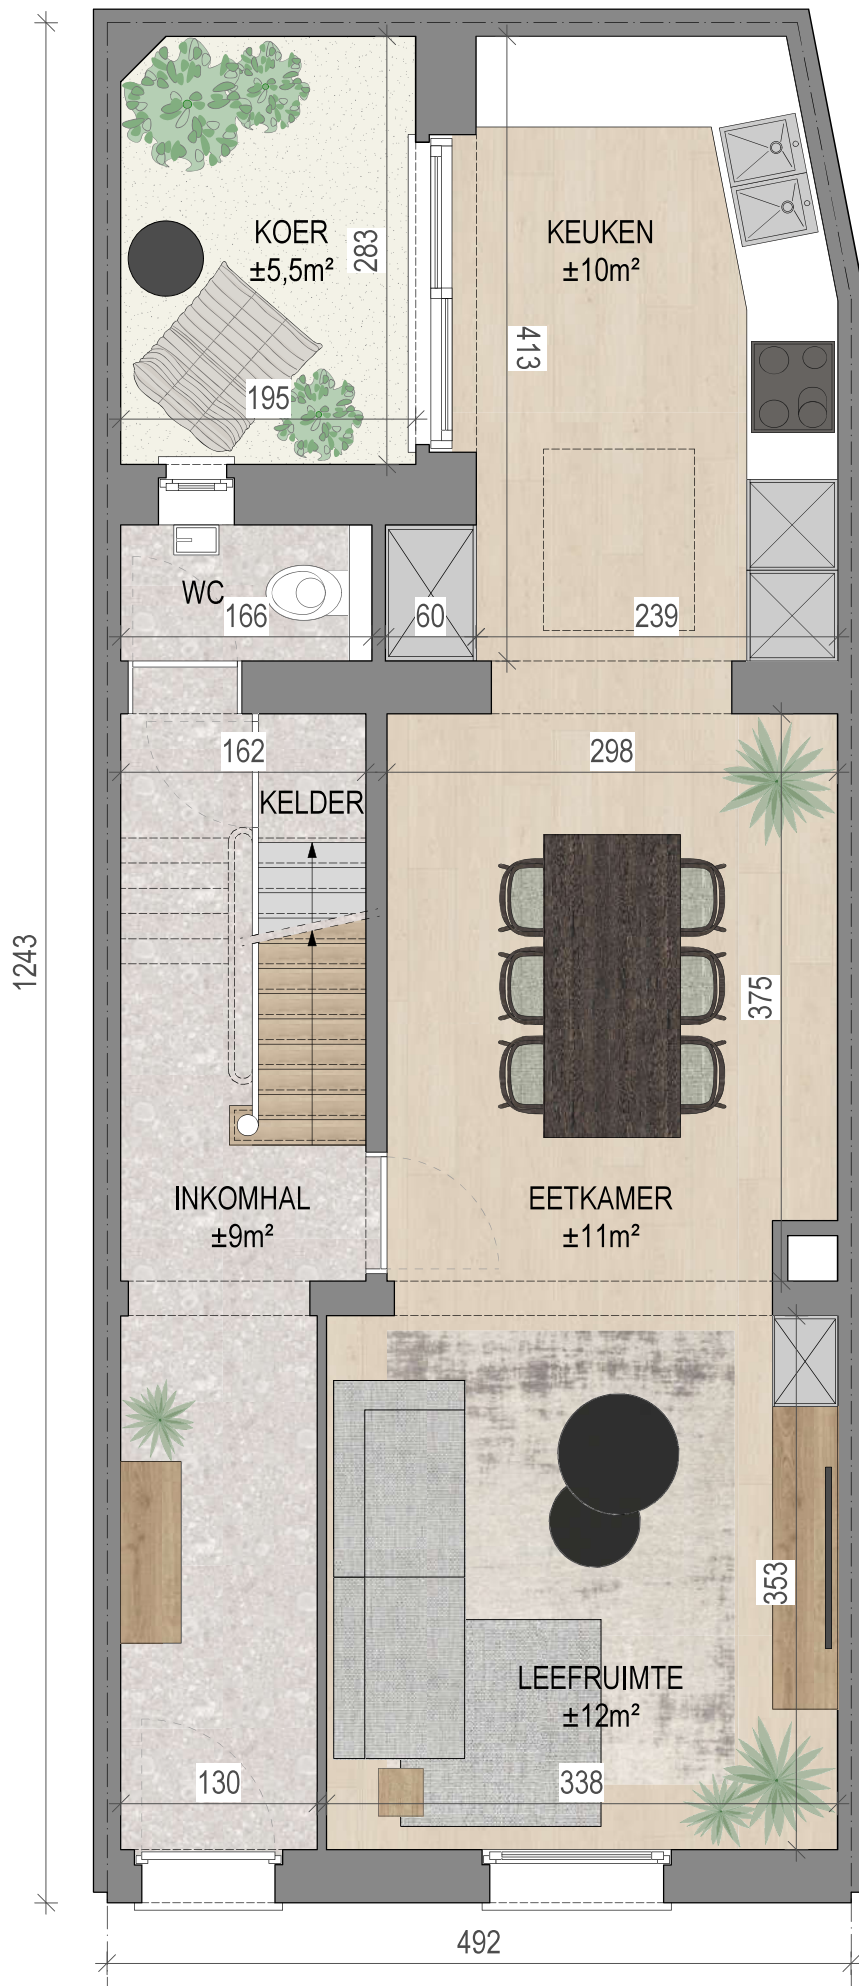 KOER
±5,5m²
283
195
KEUKEN
±10m²
413
WC
166
60
239
162
298
KELDER
1243
375
INKOMHAL
±9m²
EETKAMER
±11m²
353
LEEFRUIMTE
±12m²
130
338
492